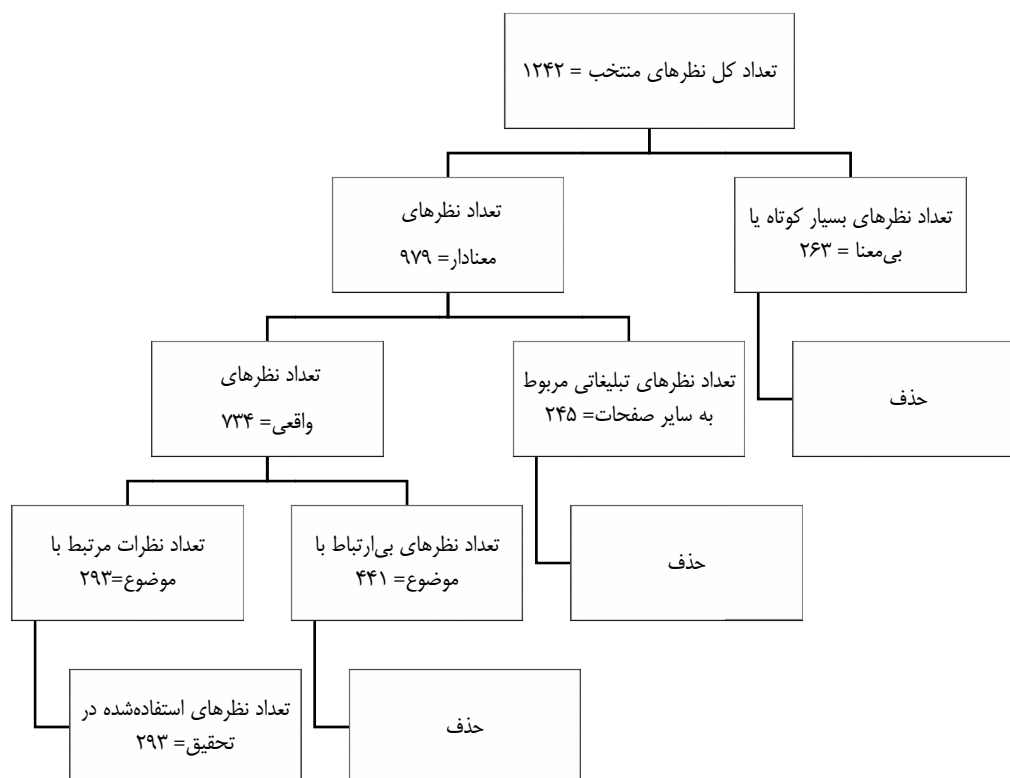 تعداد کل نظرهای منتخب = ۱۲۴۲
تعداد نظرهای بسیار کوتاه یا
بی‌معنا = ۲۶۳
تعداد نظرهای
معنادار= ۹۷۹
حذف
تعداد نظرهای تبلیغاتی مربوط
به سایر صفحات= ۲۴۵
تعداد نظرهای
واقعی= ۷۳۴
حذف
تعداد نظرهای بی‌ارتباط با
موضوع= ۴۴۱
تعداد نظرات مرتبط با
موضوع=۲۹۳
حذف
تعداد نظرهای استفاده‌شده در
تحقیق= ۲۹۳